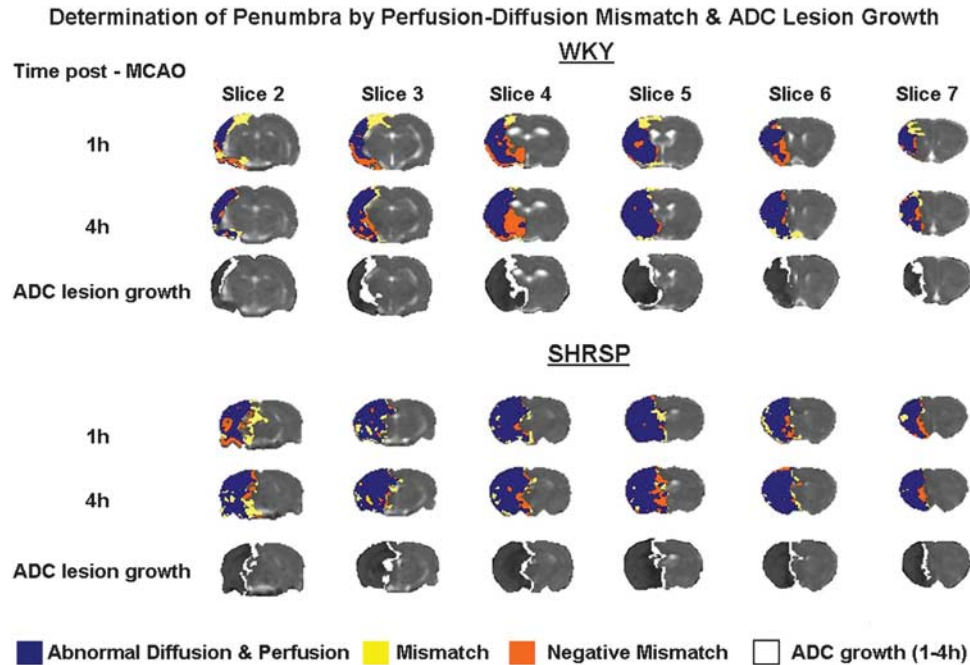 Determination of Penumbra by Perfusion-Diffusion Mismatch & ADC Lesion Growth
WKY
Time post - MCAO
Slice 2 Slice 3 Slice 4 Slice 5 Slice 6 Slice 7
1h
4h
ADC lesion growth
SHRSP
1h
4h
ADC lesion growth
Abnormal Diffusion & Perfusion Mismatch Negative Mismatch ADC growth (1-4h)